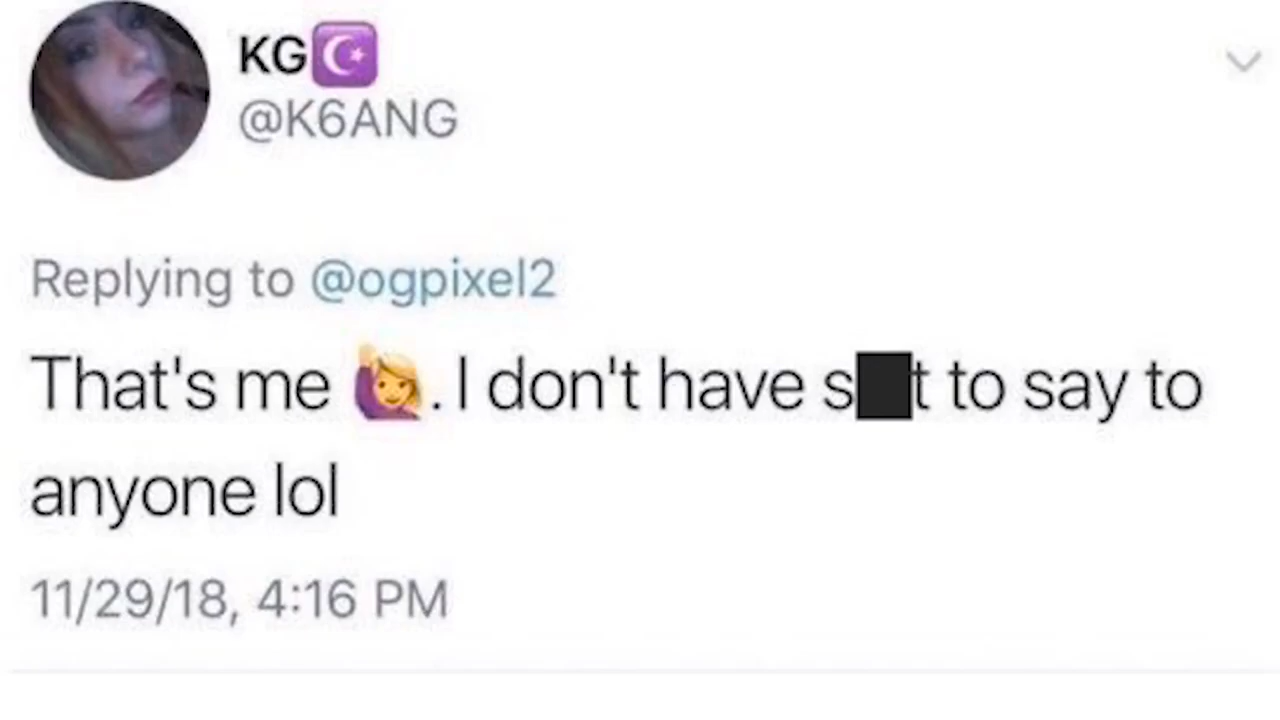 KG☪️
@K6ANG
Replying to @ogpixel2
That's me 🙋‍♀️. I don't have s■t to say to
anyone lol
11/29/18, 4:16 PM